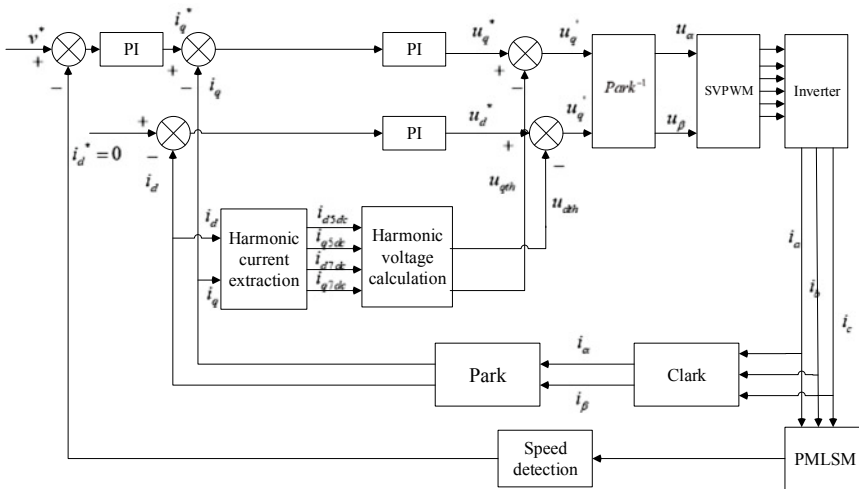 v*
+
−
PI
i_q*
+
−
i_q
PI
u_q*
+
−
u_q'
Park⁻¹
u_α
SVPWM
Inverter
+
i_d* = 0
−
i_d
PI
u_d*
+
−
u_q'
u_β
u_qth
u_dth
i_d
i_q
Harmonic
current
extraction
i_d5dc
i_q5dc
i_d7dc
i_q7dc
Harmonic
voltage
calculation
i_a
i_b
i_c
Park
i_α
i_β
Clark
Speed
detection
PMLSM